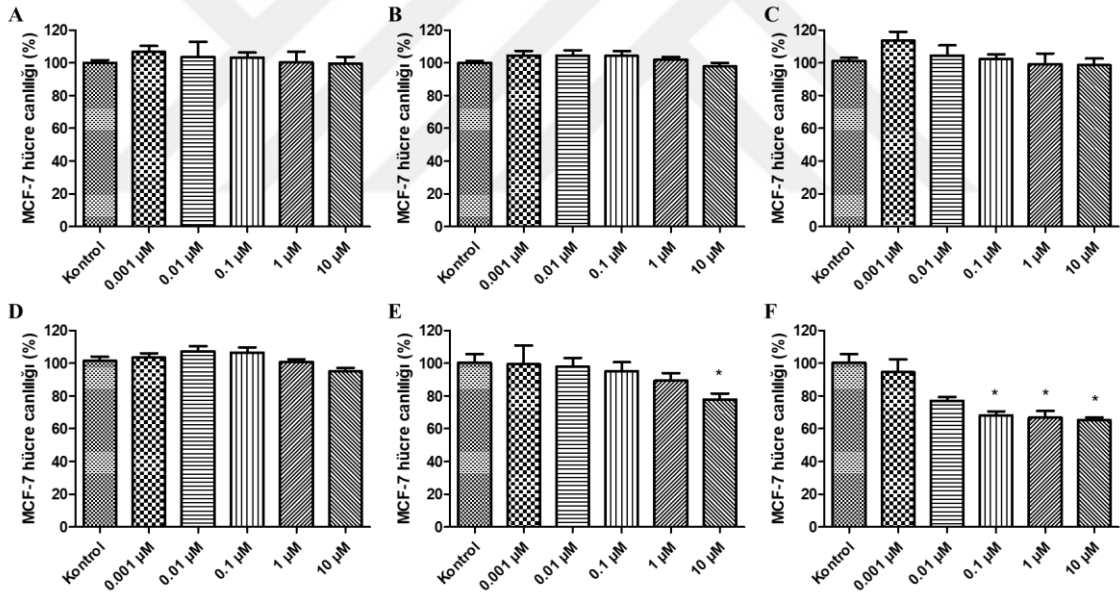 A
MCF-7 hücre canlılığı (%)
120
100
80
60
40
20
0
Kontrol
0.001 µM
0.01 µM
0.1 µM
1 µM
10 µM
B
MCF-7 hücre canlılığı (%)
120
100
80
60
40
20
0
Kontrol
0.001 µM
0.01 µM
0.1 µM
1 µM
10 µM
C
MCF-7 hücre canlılığı (%)
120
100
80
60
40
20
0
Kontrol
0.001 µM
0.01 µM
0.1 µM
1 µM
10 µM
D
MCF-7 hücre canlılığı (%)
120
100
80
60
40
20
0
Kontrol
0.001 µM
0.01 µM
0.1 µM
1 µM
10 µM
E
MCF-7 hücre canlılığı (%)
120
100
80
60
40
20
0
*
Kontrol
0.001 µM
0.01 µM
0.1 µM
1 µM
10 µM
F
MCF-7 hücre canlılığı (%)
120
100
80
60
40
20
0
* * *
Kontrol
0.001 µM
0.01 µM
0.1 µM
1 µM
10 µM